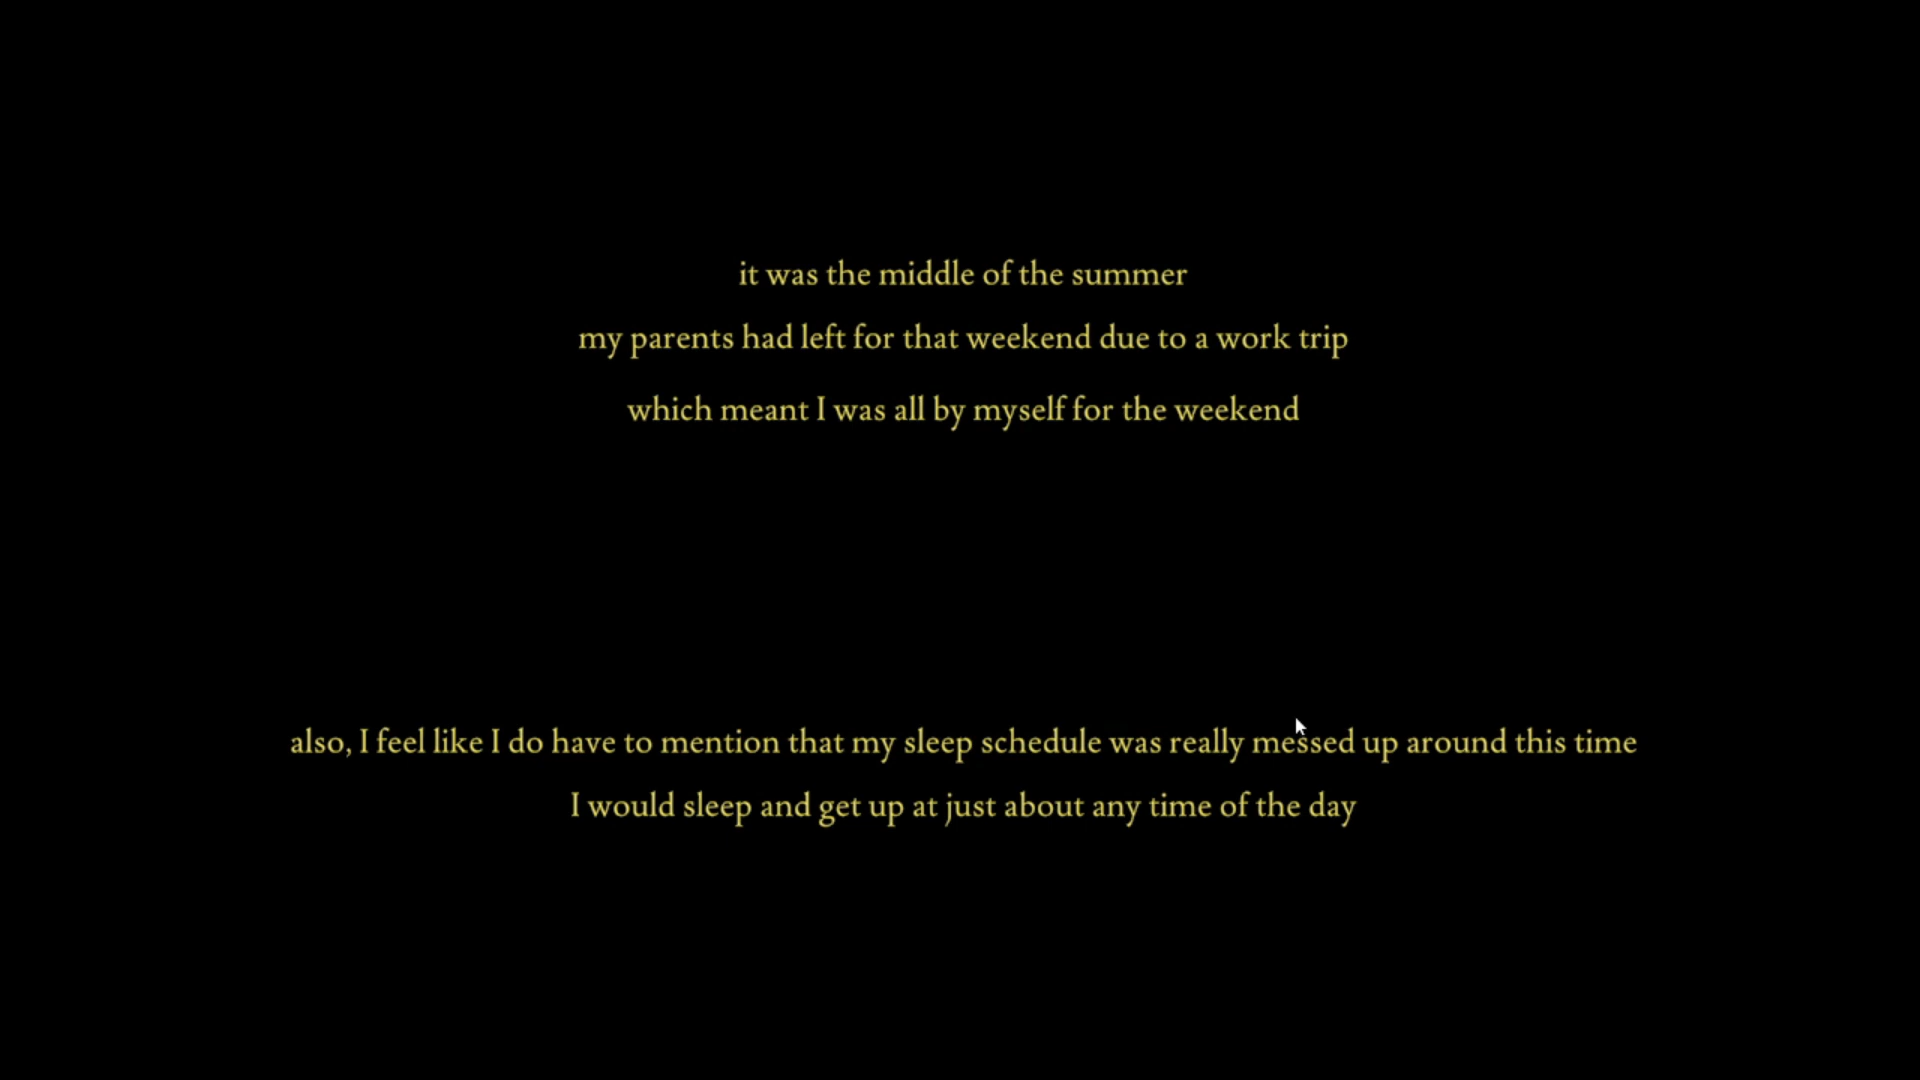 it was the middle of the summer
my parents had left for that weekend due to a work trip
which meant I was all by myself for the weekend
also, I feel like I do have to mention that my sleep schedule was really messed up around this time
I would sleep and get up at just about any time of the day